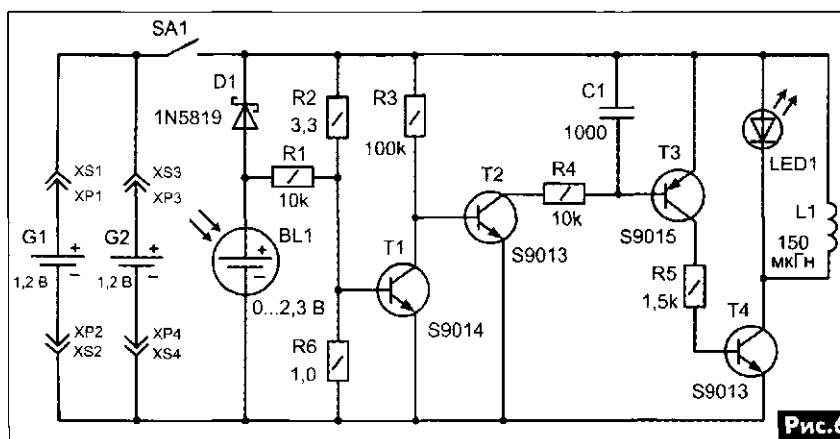 SA1
D1
1N5819
R1
10k
R2
3,3
R3
100k
C1
1000
T2
R4
10k
T3
LED1
L1
150
мкГн
XS1
XP1
XS3
XP3
G1
+
−
1,2 В
G2
+
−
1,2 В
BL1
+
−
0...2,3 В
T1
S9014
S9013
S9015
R5
1,5k
T4
S9013
XP2
XS2
XP4
XS4
R6
1,0
Рис.6